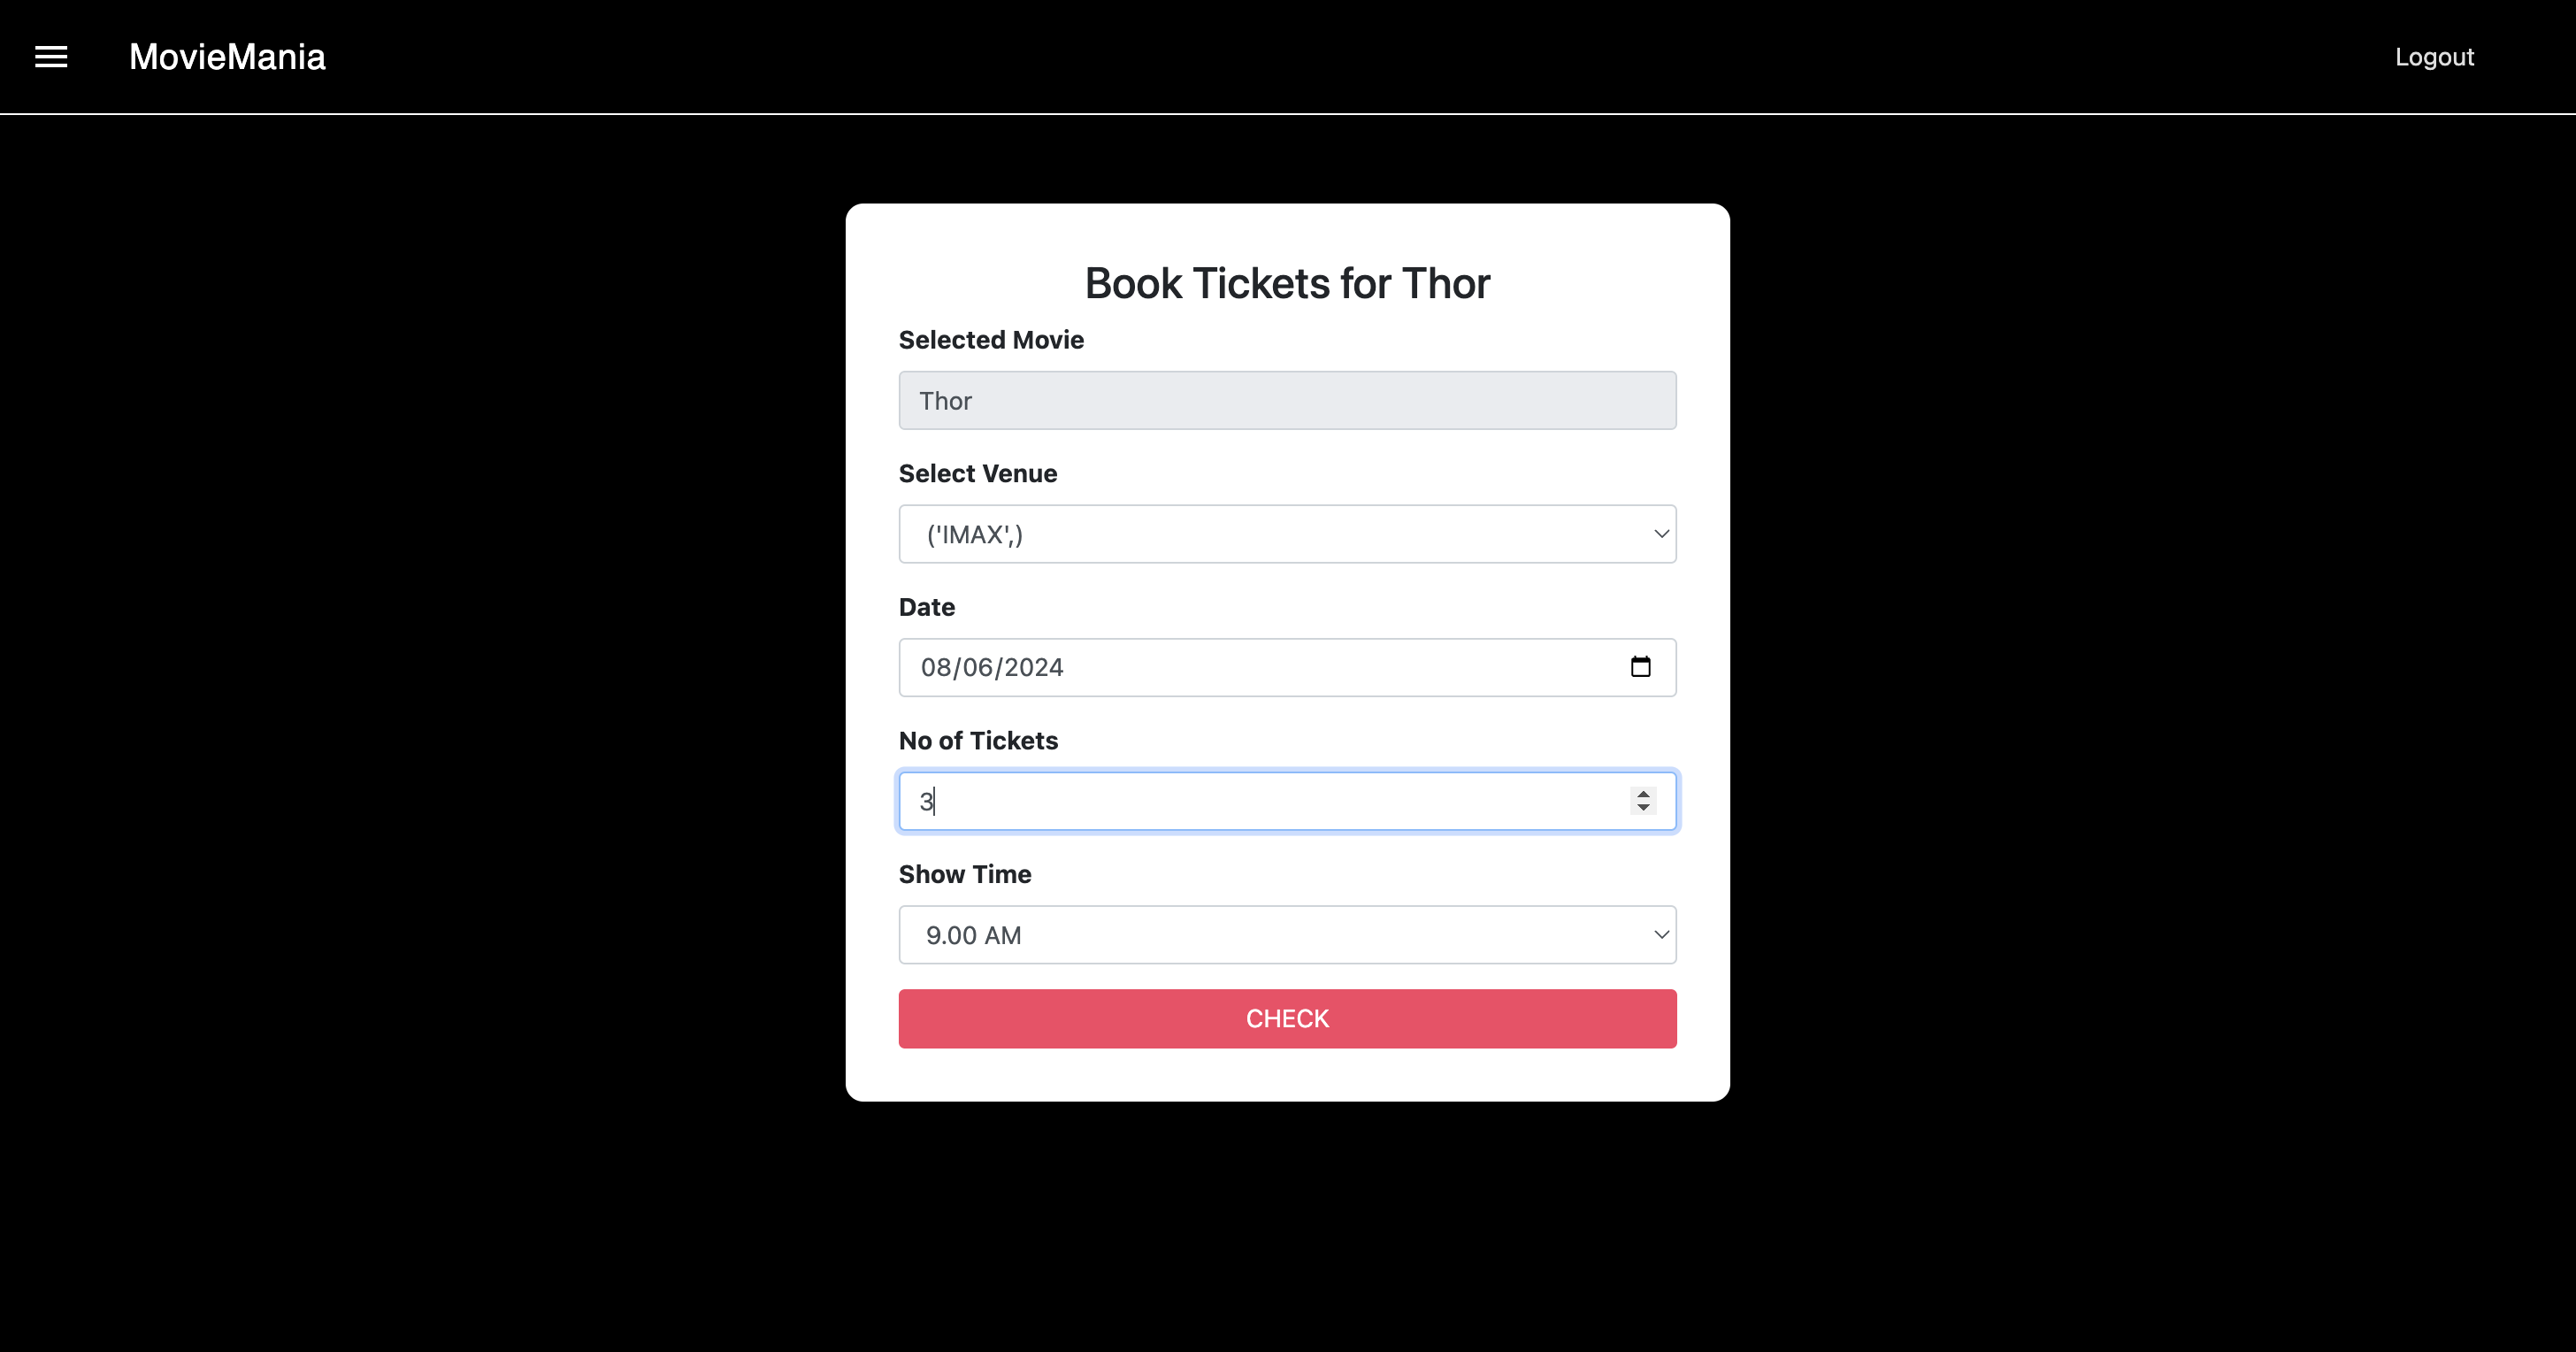 MovieMania
Logout
Book Tickets for Thor
Selected Movie
Thor
Select Venue
('IMAX',)
Date
08/06/2024
No of Tickets
3
Show Time
9.00 AM
CHECK